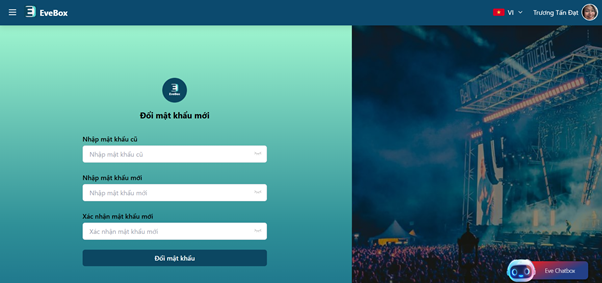 EveBox
VI
Trương Tấn Đạt
EveBox
Đổi mật khẩu mới
Nhập mật khẩu cũ
Nhập mật khẩu cũ
Nhập mật khẩu mới
Nhập mật khẩu mới
Xác nhận mật khẩu mới
Xác nhận mật khẩu mới
Đổi mật khẩu
Eve Chatbox